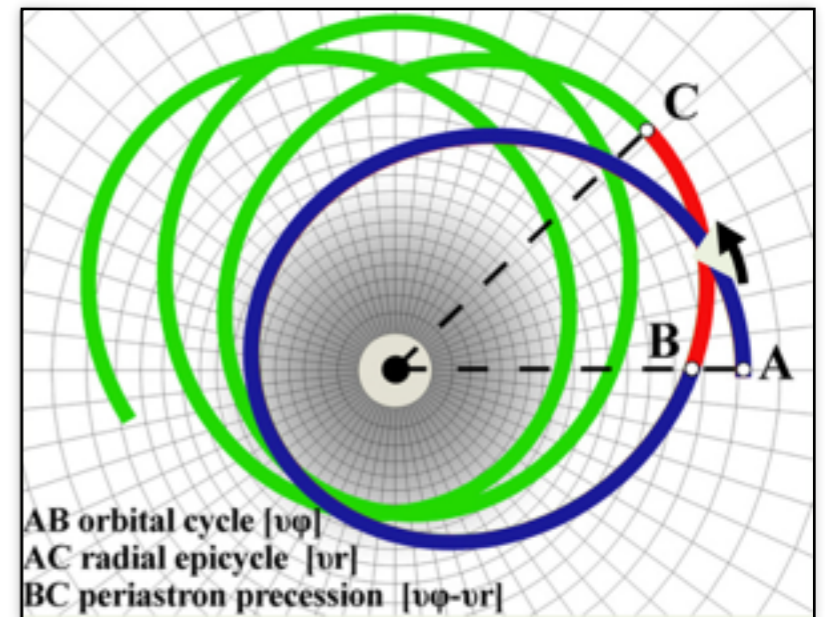 C
B
A
AB orbital cycle [υφ]
AC radial epicycle [υr]
BC periastron precession [υφ-υr]